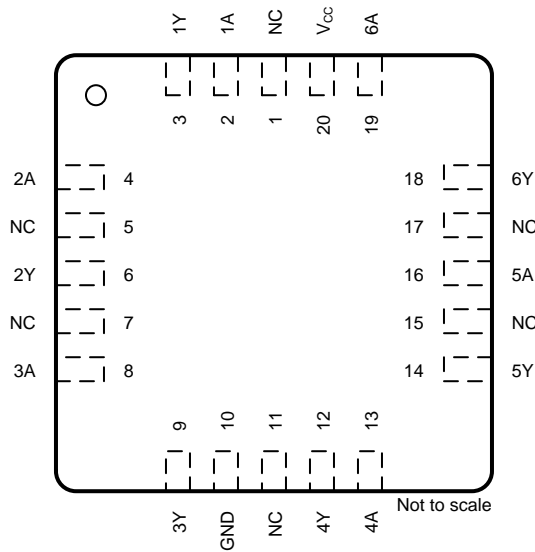 1Y 1A NC VCC 6A
3 2 1 20 19
2A 4 18 6Y
NC 5 17 NC
2Y 6 16 5A
NC 7 15 NC
3A 8 14 5Y
9 10 11 12 13
3Y GND NC 4Y 4A
Not to scale